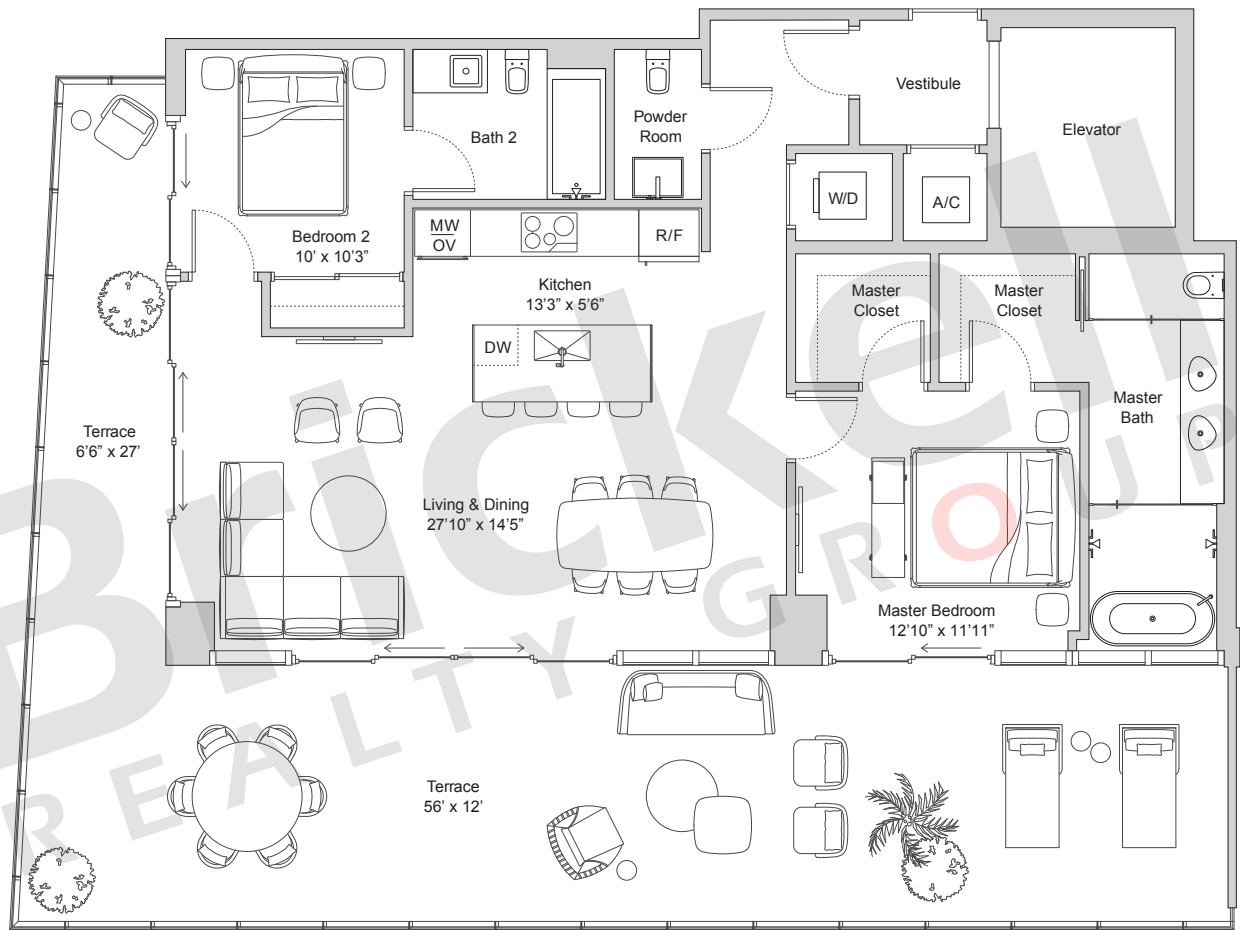 Vestibule
Elevator
Powder
Room
Bath 2
W/D
A/C
MW
OV
R/F
Bedroom 2
10’ x 10’3”
Kitchen
13’3” x 5’6”
Master
Closet
Master
Closet
DW
Master
Bath
Terrace
6’6” x 27’
Living & Dining
27’10” x 14’5”
Master Bedroom
12’10” x 11’11”
Terrace
56’ x 12’
Brickell
REALTY GROUP